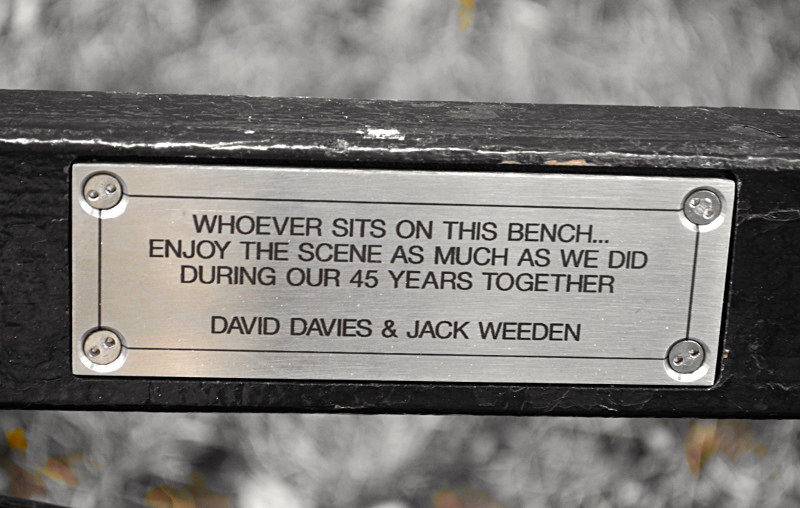 WHOEVER SITS ON THIS BENCH...
ENJOY THE SCENE AS MUCH AS WE DID
DURING OUR 45 YEARS TOGETHER
DAVID DAVIES & JACK WEEDEN